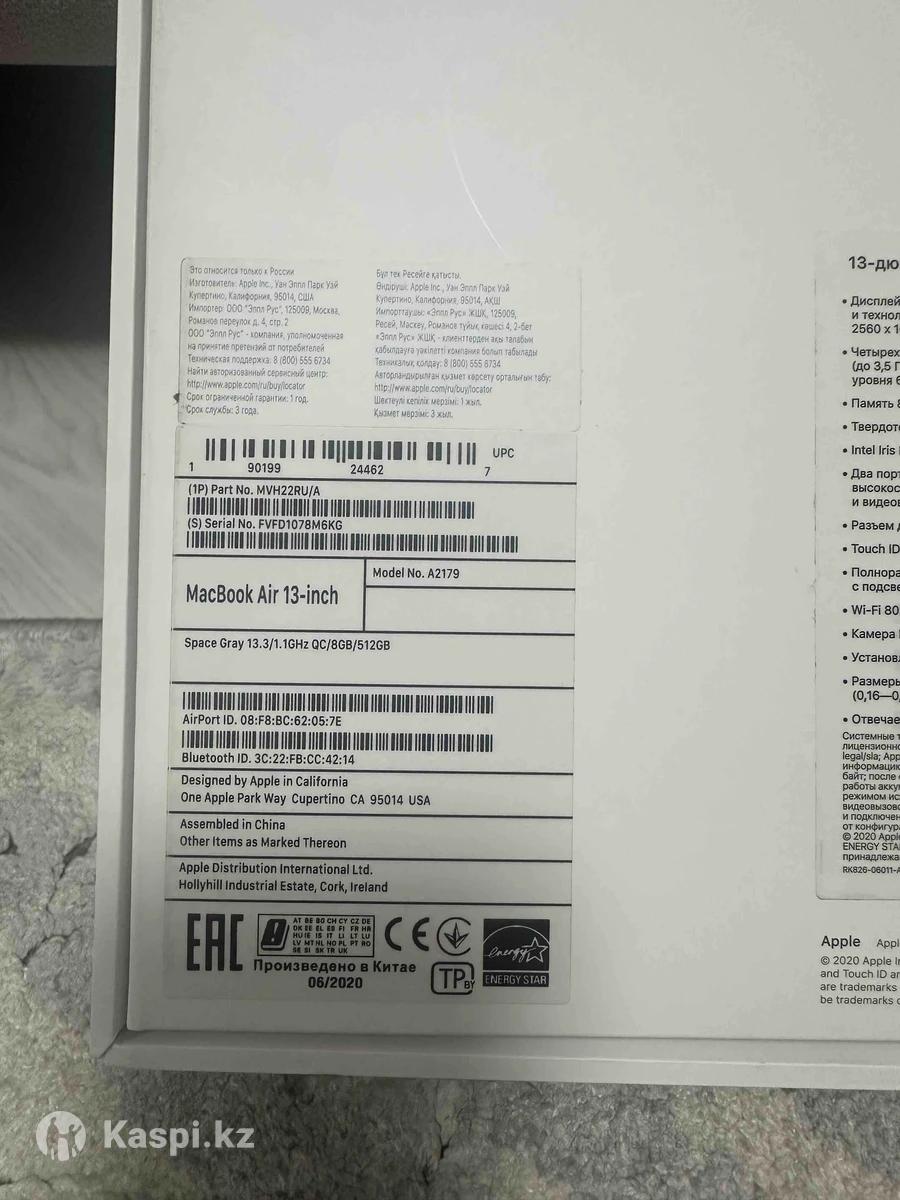 Это относится только к России
Изготовитель: Apple Inc., Уан Эппл Парк Уэй
Купертино, Калифорния, 95014, США
Импортер: ООО "Эппл Рус", 125009, Москва,
Романов переулок д. 4, стр. 2
ООО "Эппл Рус" - компания, уполномоченная
на принятие претензий от потребителей
Техническая поддержка: 8 (800) 555 6734
Найти авторизованный сервисный центр:
http://www.apple.com/ru/buy/locator
Срок ограниченной гарантии: 1 год.
Срок службы: 3 года.
Бұл тек Ресейге қатысты.
Өндіруші: Apple Inc., Уан Эппл Парк Уэй
Купертино, Калифорния, 95014, АҚШ
Импорттаушы: «Эппл Рус» ЖШҚ, 125009,
Ресей, Мәскеу, Романов тұйық көшесі 4, 2-бет
«Эппл Рус» ЖШҚ - клиенттерден ақы талабын
қабылдауға уәкілетті компания болып табылады
Техникалық қолдау: 8 (800) 555 6734
Авторландырылған қызмет көрсету орталығын табу:
http://www.apple.com/ru/buy/locator
Шектеулі кепілік мерзімі: 1 жыл.
Қызмет мерзімі: 3 жыл.
UPC
1 90199 24462 7
(1P) Part No. MVH22RU/A
(S) Serial No. FVFD1078M6KG
MacBook Air 13-inch
Model No. A2179
Space Gray 13.3/1.1GHz QC/8GB/512GB
AirPort ID. 08:F8:BC:62:05:7E
Bluetooth ID. 3C:22:FB:CC:42:14
Designed by Apple in California
One Apple Park Way Cupertino CA 95014 USA
Assembled in China
Other Items as Marked Thereon
Apple Distribution International Ltd.
Hollyhill Industrial Estate, Cork, Ireland
EAC
AT BE BG CH CY CZ DE
DK EE EL ES FI FR HR
HU IE IS IT LI LT LU
LV MT NL NO PL PT RO
SE SI SK TR UK
CE
TP BY
energy
ENERGY STAR
Произведено в Китае
06/2020
13-дю
• Дисплей
и технол
2560 x 1
• Четырех
(до 3,5 Г
уровня 6
• Память 8
• Твердот
• Intel Iris
• Два порт
высокос
и видео
• Разъем д
• Touch ID
• Полнора
с подсве
• Wi-Fi 80
• Камера
• Установ
• Размеры
(0,16—0,
• Отвечае
Системные т
лицензионно
legal/sla; App
информаци
байт; после
работы акку
режимом ис
видеовызово
и подключен
от конфигур
© 2020 Apple
ENERGY STA
принадлежа
RK826-06011-A
Apple Appl
© 2020 Apple In
and Touch ID ar
are trademarks
be trademarks o
Kaspi.kz